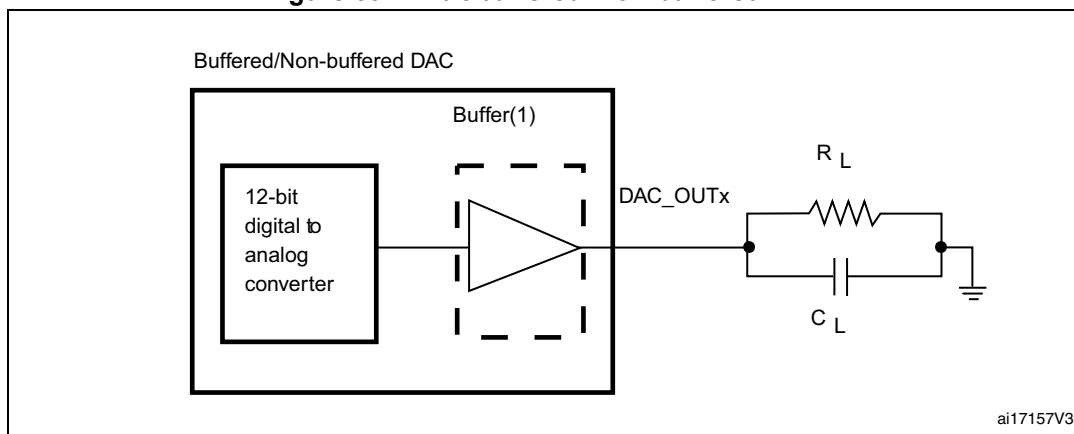 Buffered/Non-buffered DAC
Buffer(1)
12-bit
digital to
analog
converter
DAC_OUTx
R L
C L
ai17157V3